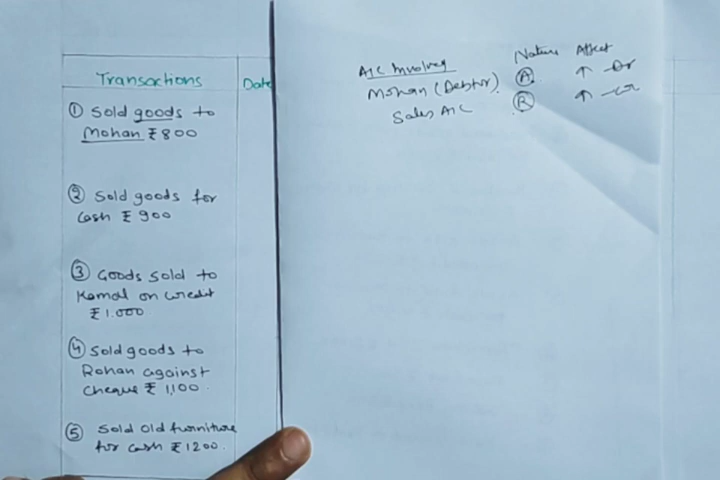 Transactions
Date
① Sold goods to
Mohan ₹ 800
② Sold goods for
Cash ₹ 900
③ Goods sold to
Kamal on credit
₹ 1.000
④ Sold goods to
Rohan against
Cheque ₹ 1,100.
⑤ Sold Old furniture
for cash ₹ 1200.
A/C Involved Nature Affect
Mohan (Debtor). Ⓐ ↑ - Dr
Sales A/C Ⓡ ↑ - Cr